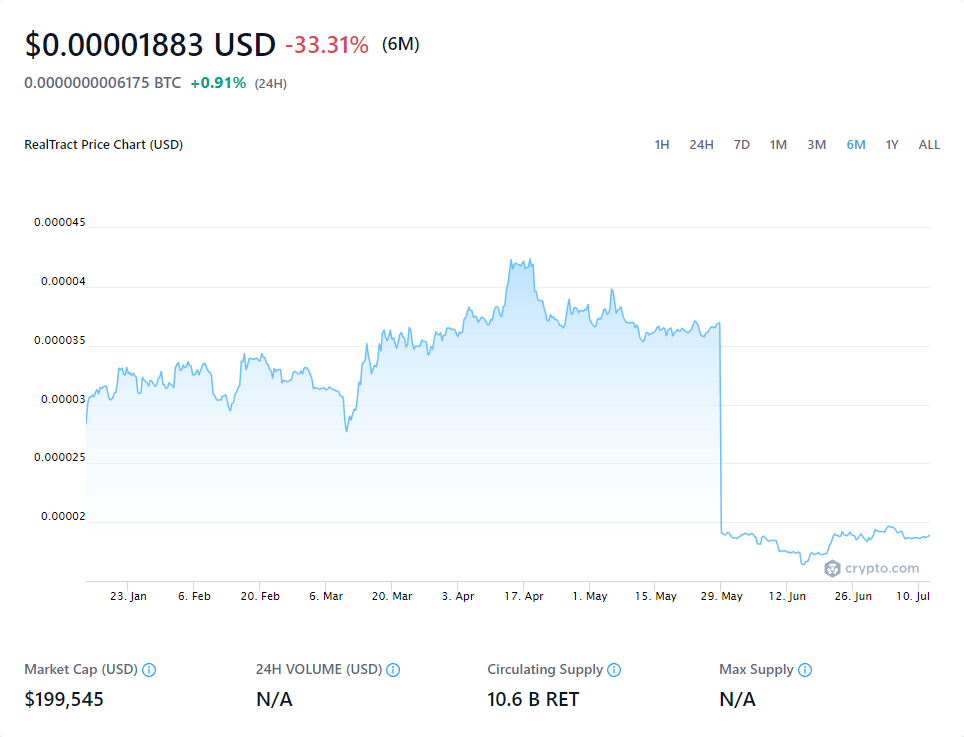 $0.00001883 USD -33.31% (6M)
0.0000000006175 BTC +0.91% (24H)
RealTract Price Chart (USD) 1H 24H 7D 1M 3M 6M 1Y ALL
0.000045
0.00004
0.000035
0.00003
0.000025
0.00002
crypto.com
23. Jan 6. Feb 20. Feb 6. Mar 20. Mar 3. Apr 17. Apr 1. May 15. May 29. May 12. Jun 26. Jun 10. Jul
Market Cap (USD) 24H VOLUME (USD) Circulating Supply Max Supply
$199,545 N/A 10.6 B RET N/A